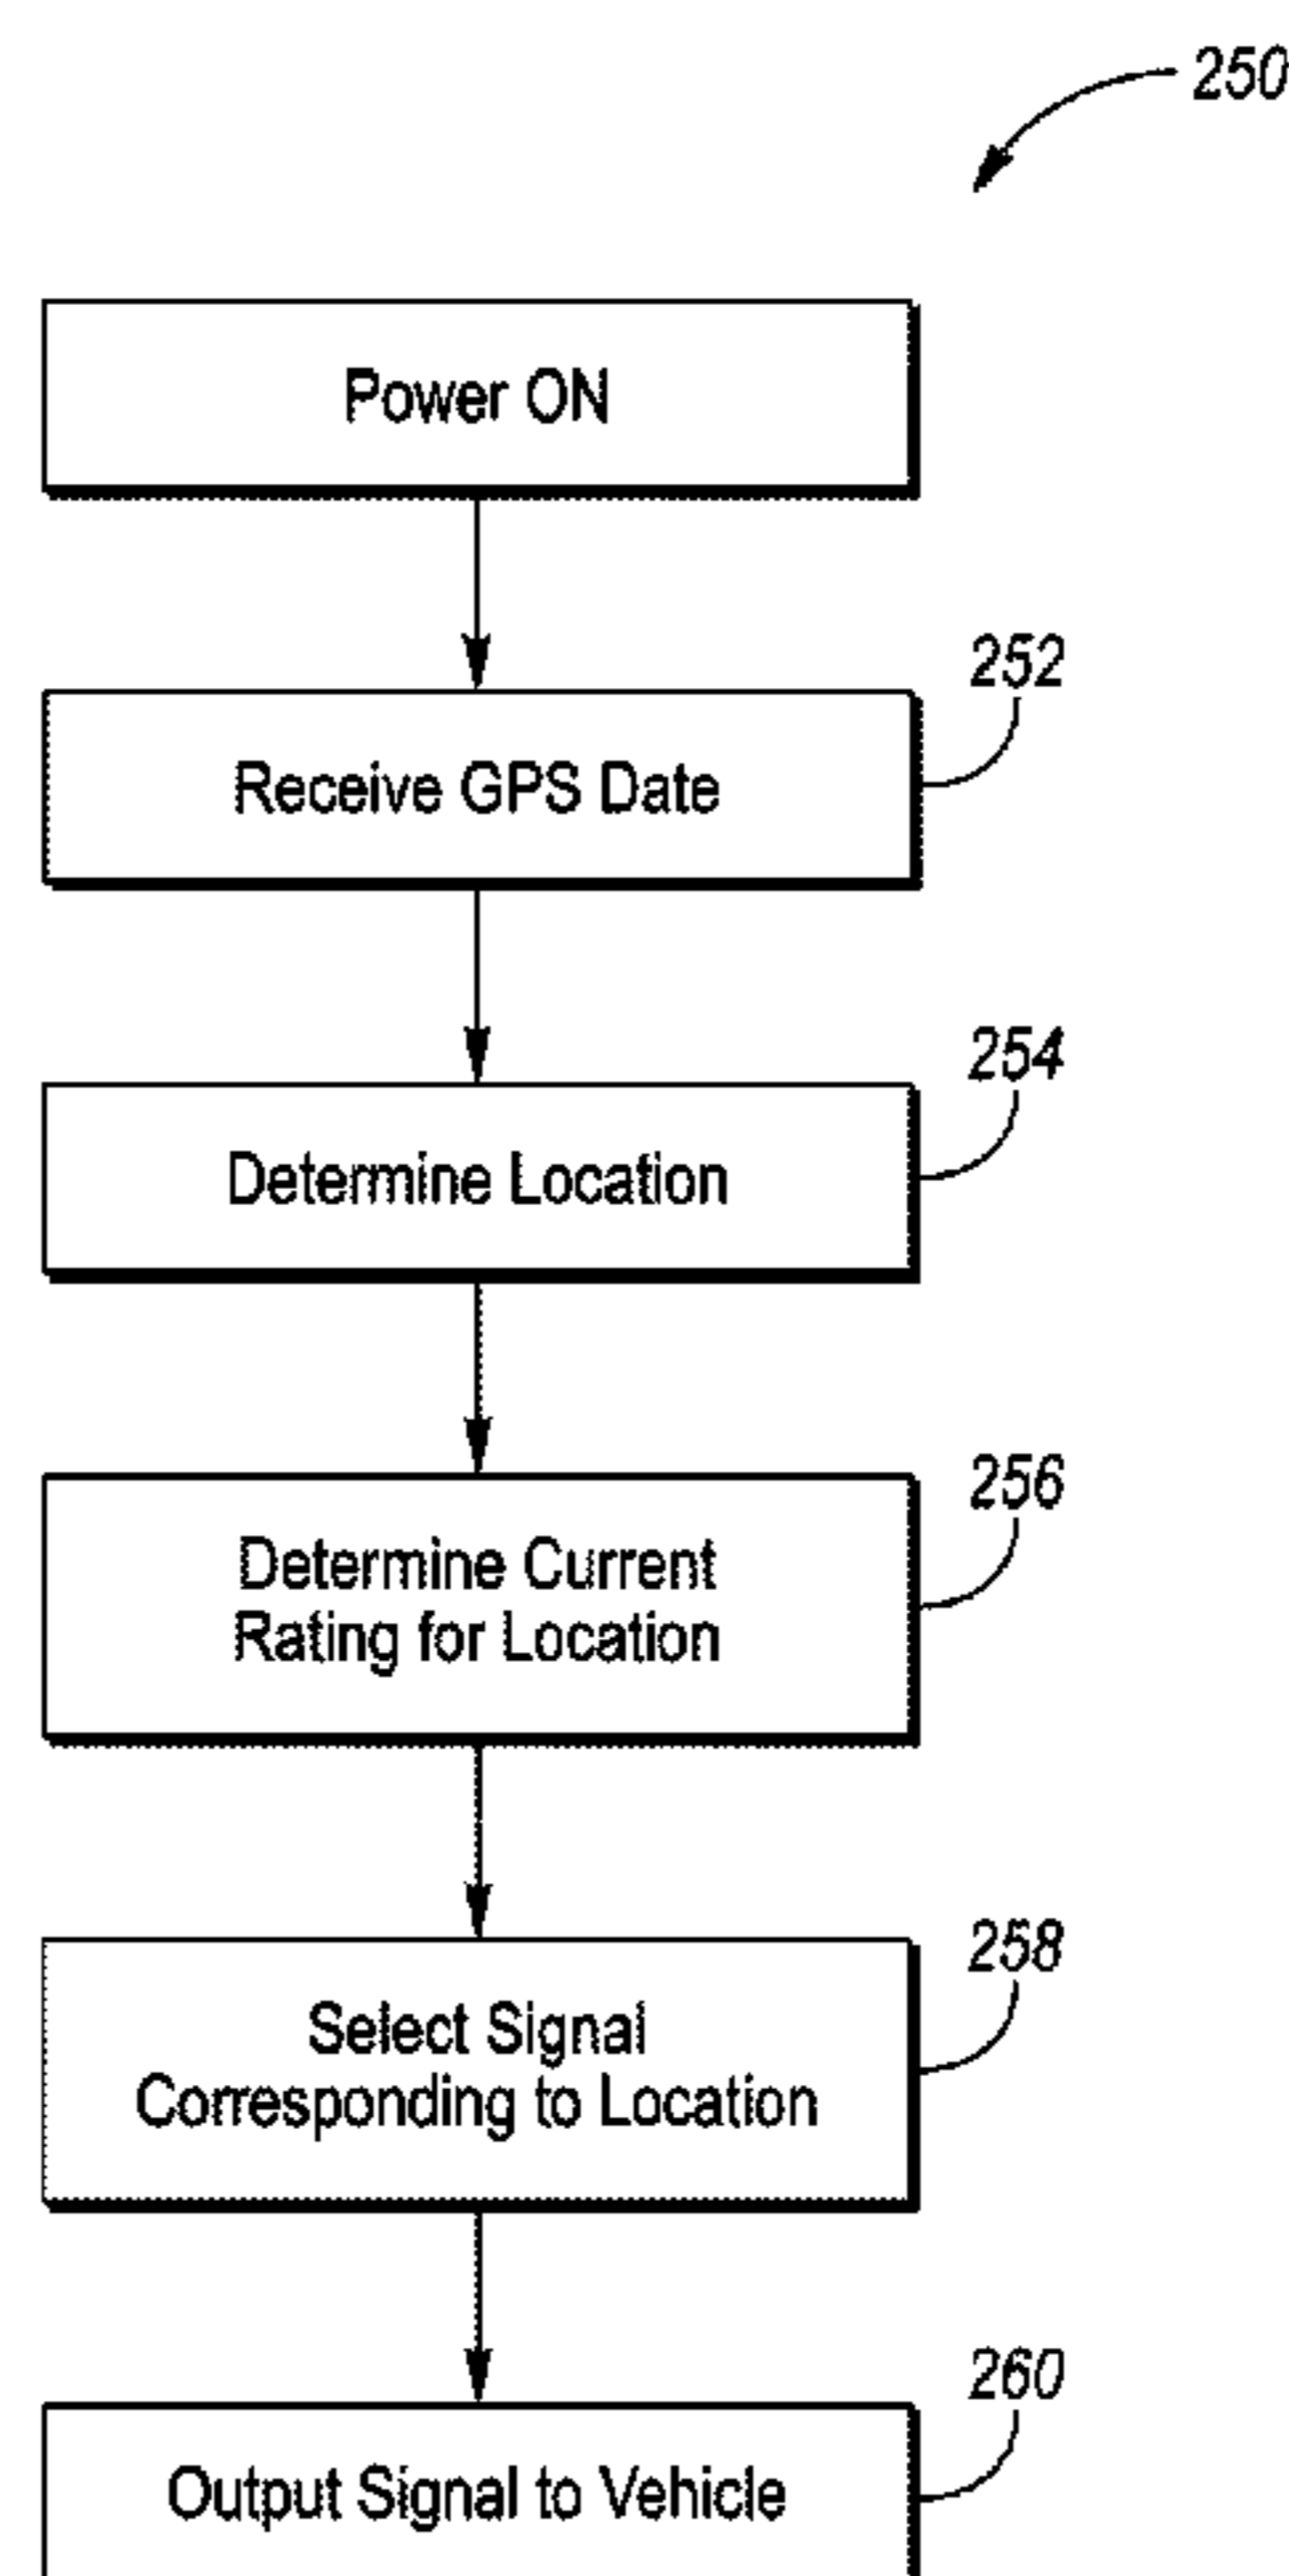 250
Power ON
252
Receive GPS Date
254
Determine Location
256
Determine Current
Rating for Location
258
Select Signal
Corresponding to Location
260
Output Signal to Vehicle